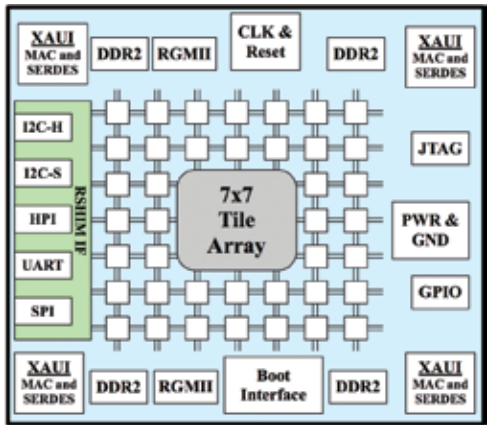 XAUI
MAC and
SERDES
DDR2
RGMII
CLK &
Reset
DDR2
XAUI
MAC and
SERDES
I2C-H
I2C-S
HPI
UART
SPI
RSHIM IF
7x7
Tile
Array
JTAG
PWR &
GND
GPIO
XAUI
MAC and
SERDES
DDR2
RGMII
Boot
Interface
DDR2
XAUI
MAC and
SERDES